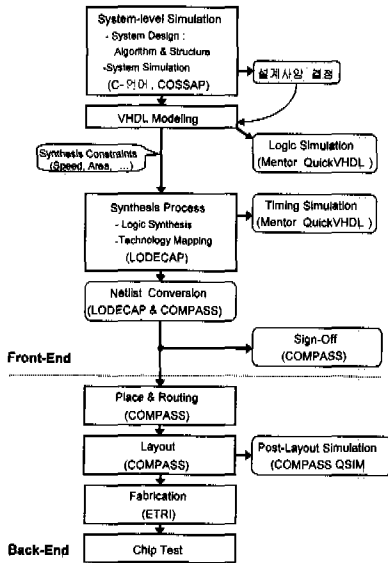 System-level Simulation
- System Design :
Algorithm & Structure
-System Simulation
(C-언어, COSSAP)
설계사양 결정
VHDL Modeling
Logic Simulation
(Mentor QuickVHDL )
Synthesis Constraints
(Speed, Area, ...)
Synthesis Process
- Logic Synthesis
-Technology Mapping
(LODECAP)
Timing Simulation
(Mentor QuickVHDL )
Netlist Conversion
(LODECAP & COMPASS)
Sign-Off
(COMPASS)
Front-End
Place & Routing
(COMPASS)
Layout
(COMPASS)
Post-Layout Simulation
(COMPASS QSIM)
Fabrication
(ETRI)
Back-End
Chip Test